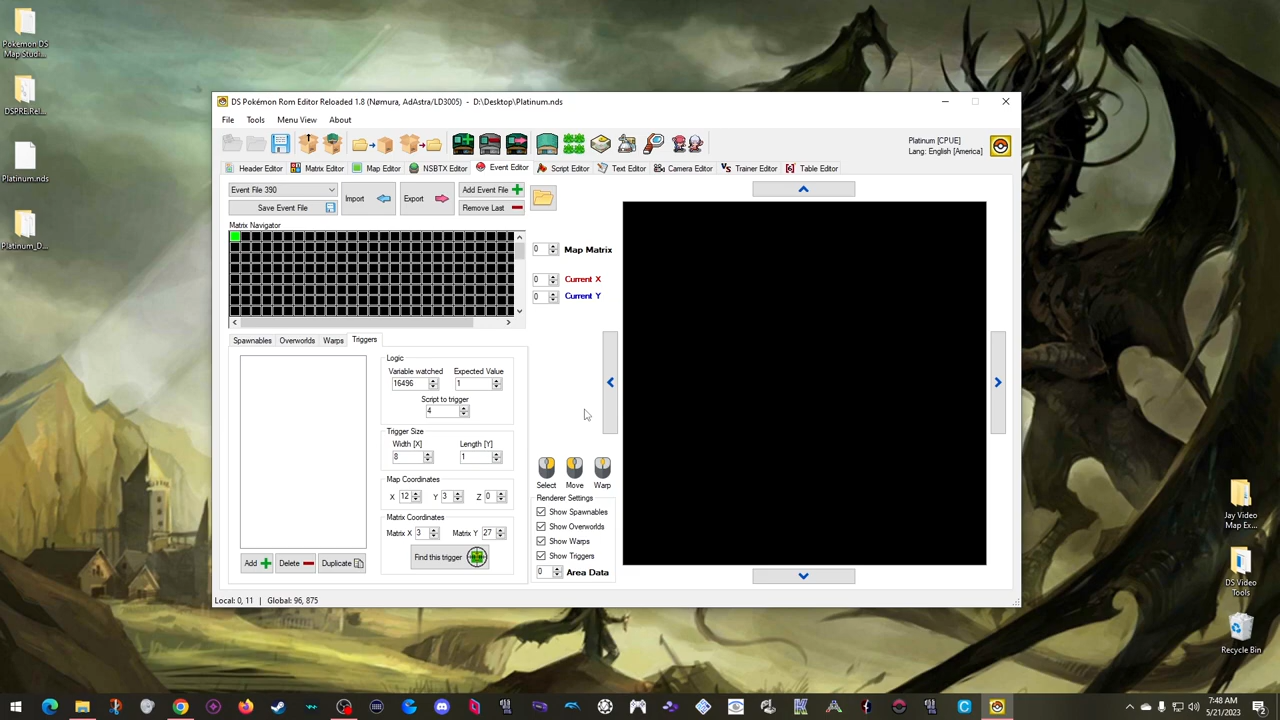 Pokemon DS
Map Studi...
DSPRE.Rel...
Platinum.nds
Platinum_D...
DS Pokémon Rom Editor Reloaded 1.8 (Nømura, AdAstra/LD3005)  -  D:\Desktop\Platinum.nds
File Tools Menu View About
Platinum [CPUE]
Lang: English [America]
Header Editor Matrix Editor Map Editor NSBTX Editor Event Editor Script Editor Text Editor Camera Editor Trainer Editor Table Editor
Event File 390
Save Event File
Import
Export
Add Event File
Remove Last
Matrix Navigator
0 Map Matrix
0 Current X
0 Current Y
Spawnables Overworlds Warps Triggers
Logic
Variable watched Expected Value
16496 1
Script to trigger
4
Trigger Size
Width [X] Length [Y]
8 1
Map Coordinates
X 12 Y 3 Z 0
Matrix Coordinates
Matrix X 3 Matrix Y 27
Find this trigger
Add Delete Duplicate
Select Move Warp
Renderer Settings
Show Spawnables
Show Overworlds
Show Warps
Show Triggers
0 Area Data
Local: 0, 11 | Global: 96, 875
Jay Video
Map Ex...
DS Video
Tools
Recycle Bin
7:48 AM
5/21/2023